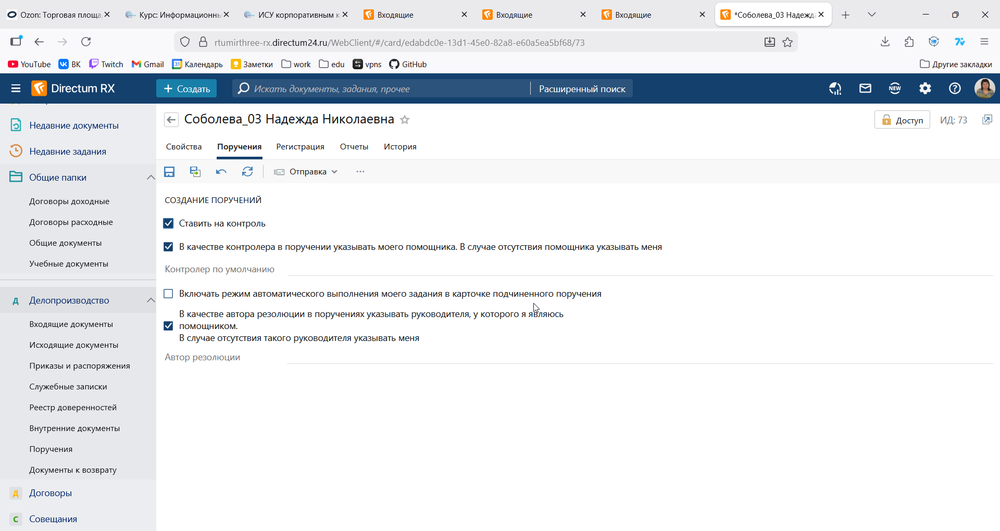 Ozon: Торговая площа
Курс: Информационн
ИСУ корпоративным к
Входящие
Входящие
Входящие
*Соболева_03 Надежда
rtumirthree-rx.directum24.ru/WebClient/#/card/edabdc0e-13d1-45e0-82a8-e60a5ea5bf68/73
YouTube
ВК
Twitch
Gmail
31
Календарь
Заметки
work
edu
vpns
GitHub
Другие закладки
Directum RX
Создать
Искать документы, задания, прочее
Расширенный поиск
NEW
Недавние документы
Недавние задания
Общие папки
Договоры доходные
Договоры расходные
Общие документы
Учебные документы
Д Делопроизводство
Входящие документы
Исходящие документы
Приказы и распоряжения
Служебные записки
Реестр доверенностей
Внутренние документы
Поручения
Документы к возврату
Д Договоры
С Совещания
Соболева_03 Надежда Николаевна
Доступ
ИД: 73
Свойства
Поручения
Регистрация
Отчеты
История
Отправка
СОЗДАНИЕ ПОРУЧЕНИЙ
Ставить на контроль
В качестве контролера в поручении указывать моего помощника. В случае отсутствия помощника указывать меня
Контролер по умолчанию
Включать режим автоматического выполнения моего задания в карточке подчиненного поручения
В качестве автора резолюции в поручениях указывать руководителя, у которого я являюсь
помощником.
В случае отсутствия такого руководителя указывать меня
Автор резолюции